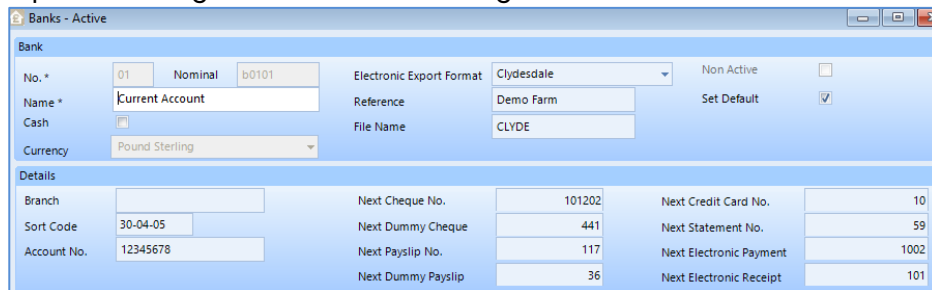 Banks - Active
Bank
No. * 01 Nominal b0101 Electronic Export Format Clydesdale Non Active
Name * Current Account Reference Demo Farm Set Default
Cash File Name CLYDE
Currency Pound Sterling
Details
Branch Next Cheque No. 101202 Next Credit Card No. 10
Sort Code 30-04-05 Next Dummy Cheque 441 Next Statement No. 59
Account No. 12345678 Next Payslip No. 117 Next Electronic Payment 1002
Next Dummy Payslip 36 Next Electronic Receipt 101